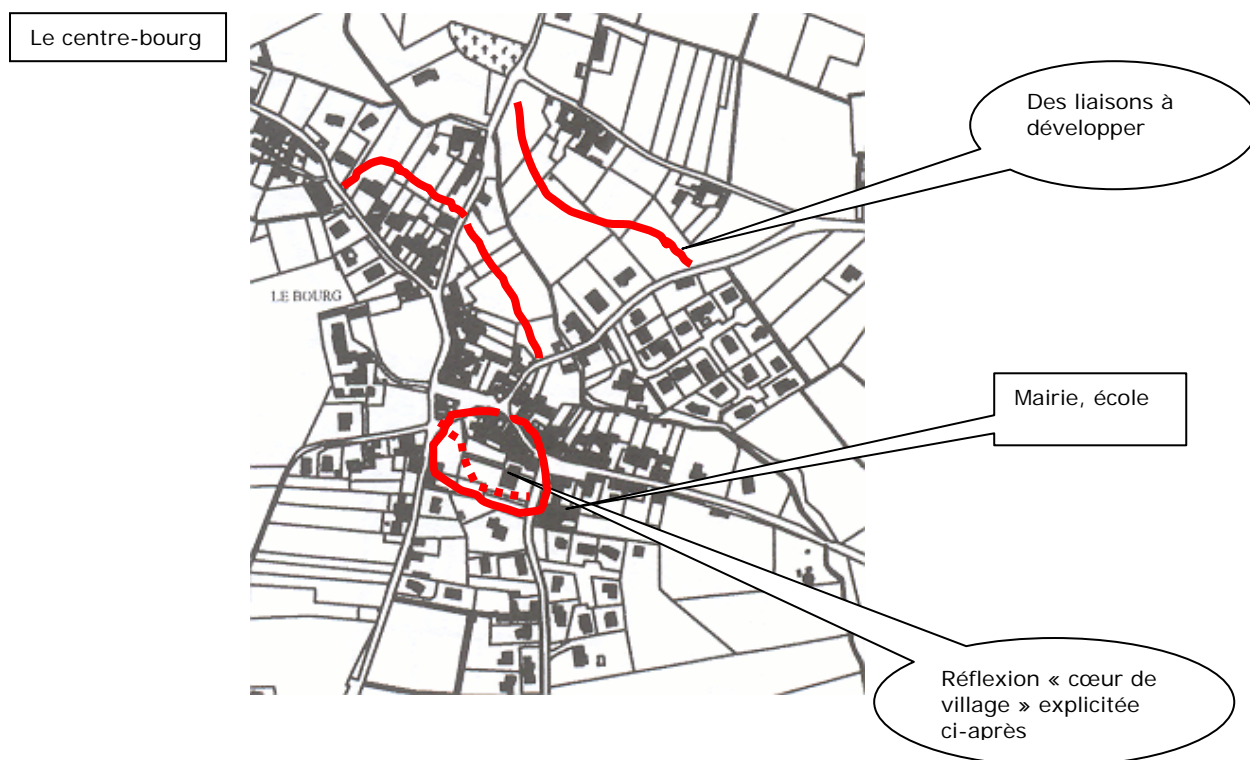 Le centre-bourg
Des liaisons à
développer
LE BOURG
Mairie, école
Réflexion « cœur de
village » explicitée
ci-après